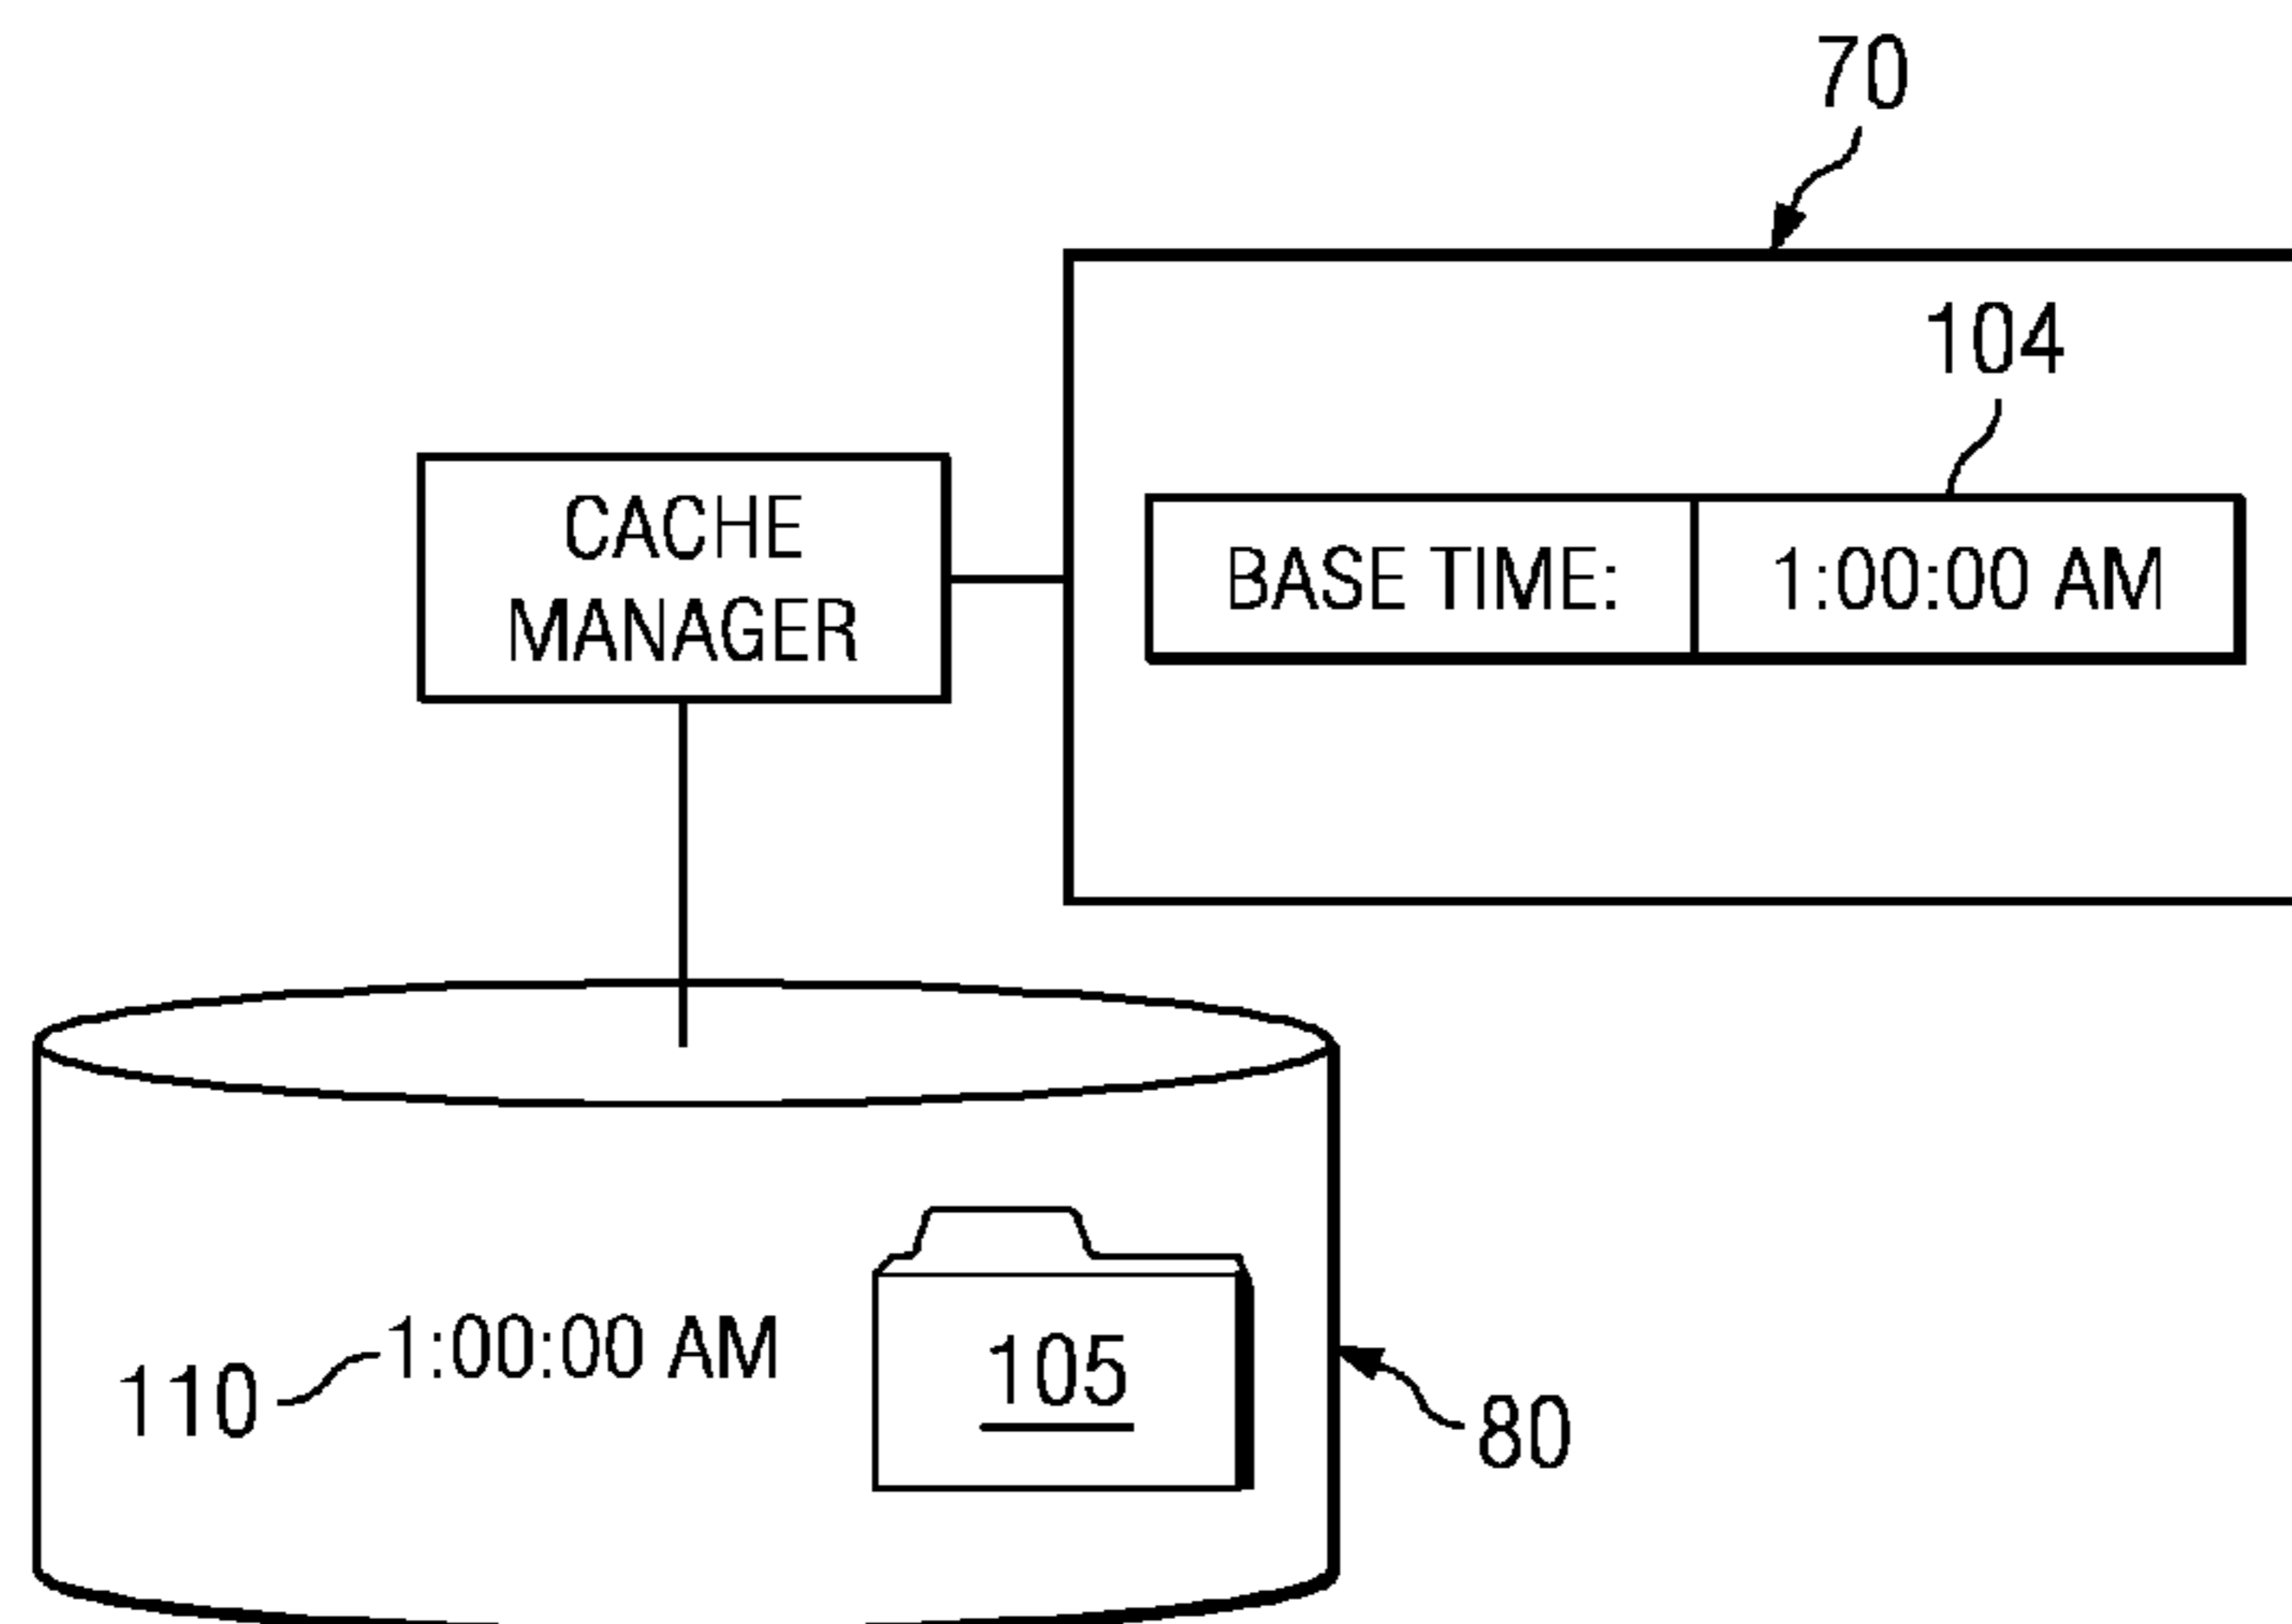 70
104
CACHE
MANAGER
BASE TIME: 1:00:00 AM
110 1:00:00 AM
105
80